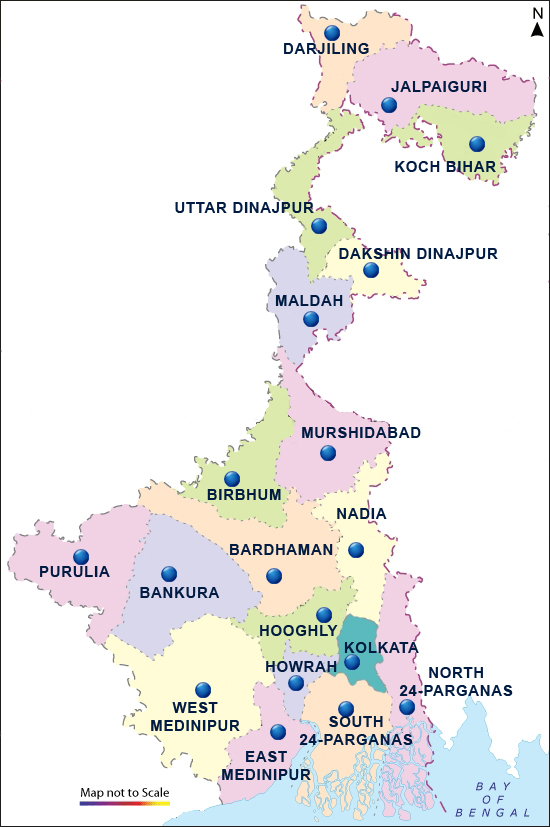 N
DARJILING
JALPAIGURI
KOCH BIHAR
UTTAR DINAJPUR
DAKSHIN DINAJPUR
MALDAH
MURSHIDABAD
BIRBHUM
NADIA
BARDHAMAN
PURULIA
BANKURA
HOOGHLY
KOLKATA
HOWRAH
NORTH
24-PARGANAS
WEST
MEDINIPUR
SOUTH
24-PARGANAS
EAST
MEDINIPUR
Map not to Scale
BAY
OF
BENGAL